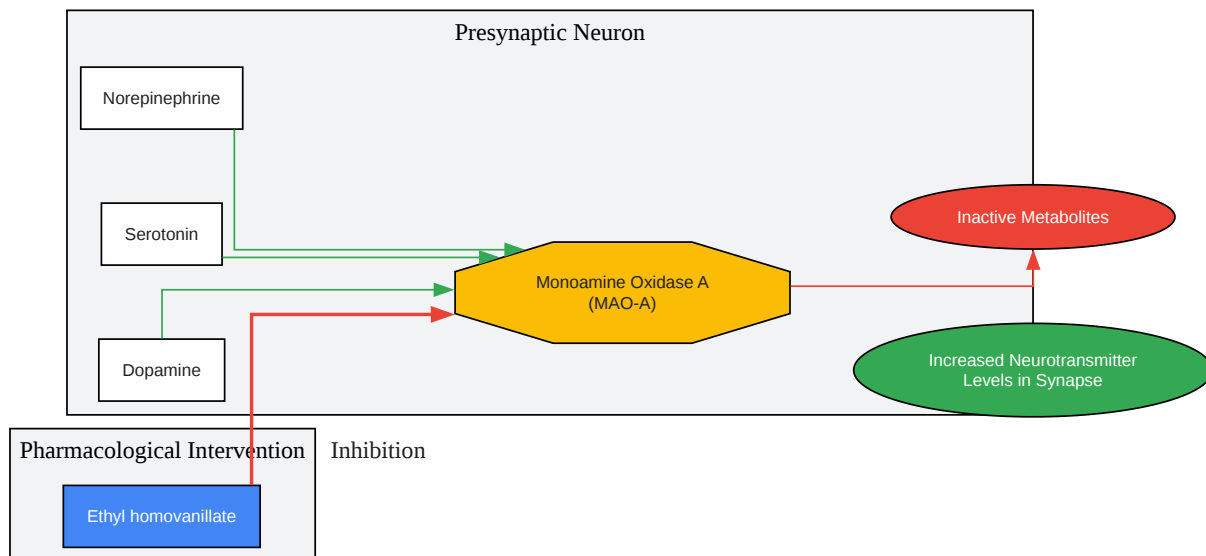 Presynaptic Neuron
Norepinephrine
Serotonin
Dopamine
Monoamine Oxidase A
(MAO-A)
Inactive Metabolites
Increased Neurotransmitter
Levels in Synapse
Pharmacological Intervention
Inhibition
Ethyl homovanillate